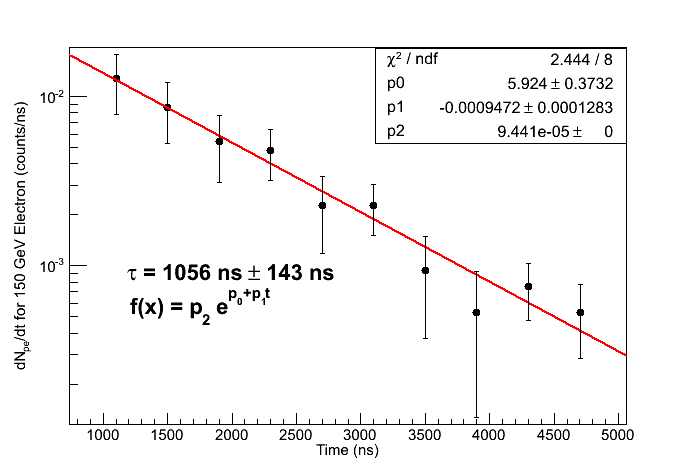 χ² / ndf 2.444 / 8
p0 5.924 ± 0.3732
p1 -0.0009472 ± 0.0001283
p2 9.441e-05 ± 0
dN_pe/dt for 150 GeV Electron (counts/ns)
10⁻²
10⁻³
τ = 1056 ns ± 143 ns
f(x) = p₂ e^(p₀+p₁t)
1000 1500 2000 2500 3000 3500 4000 4500 5000
Time (ns)